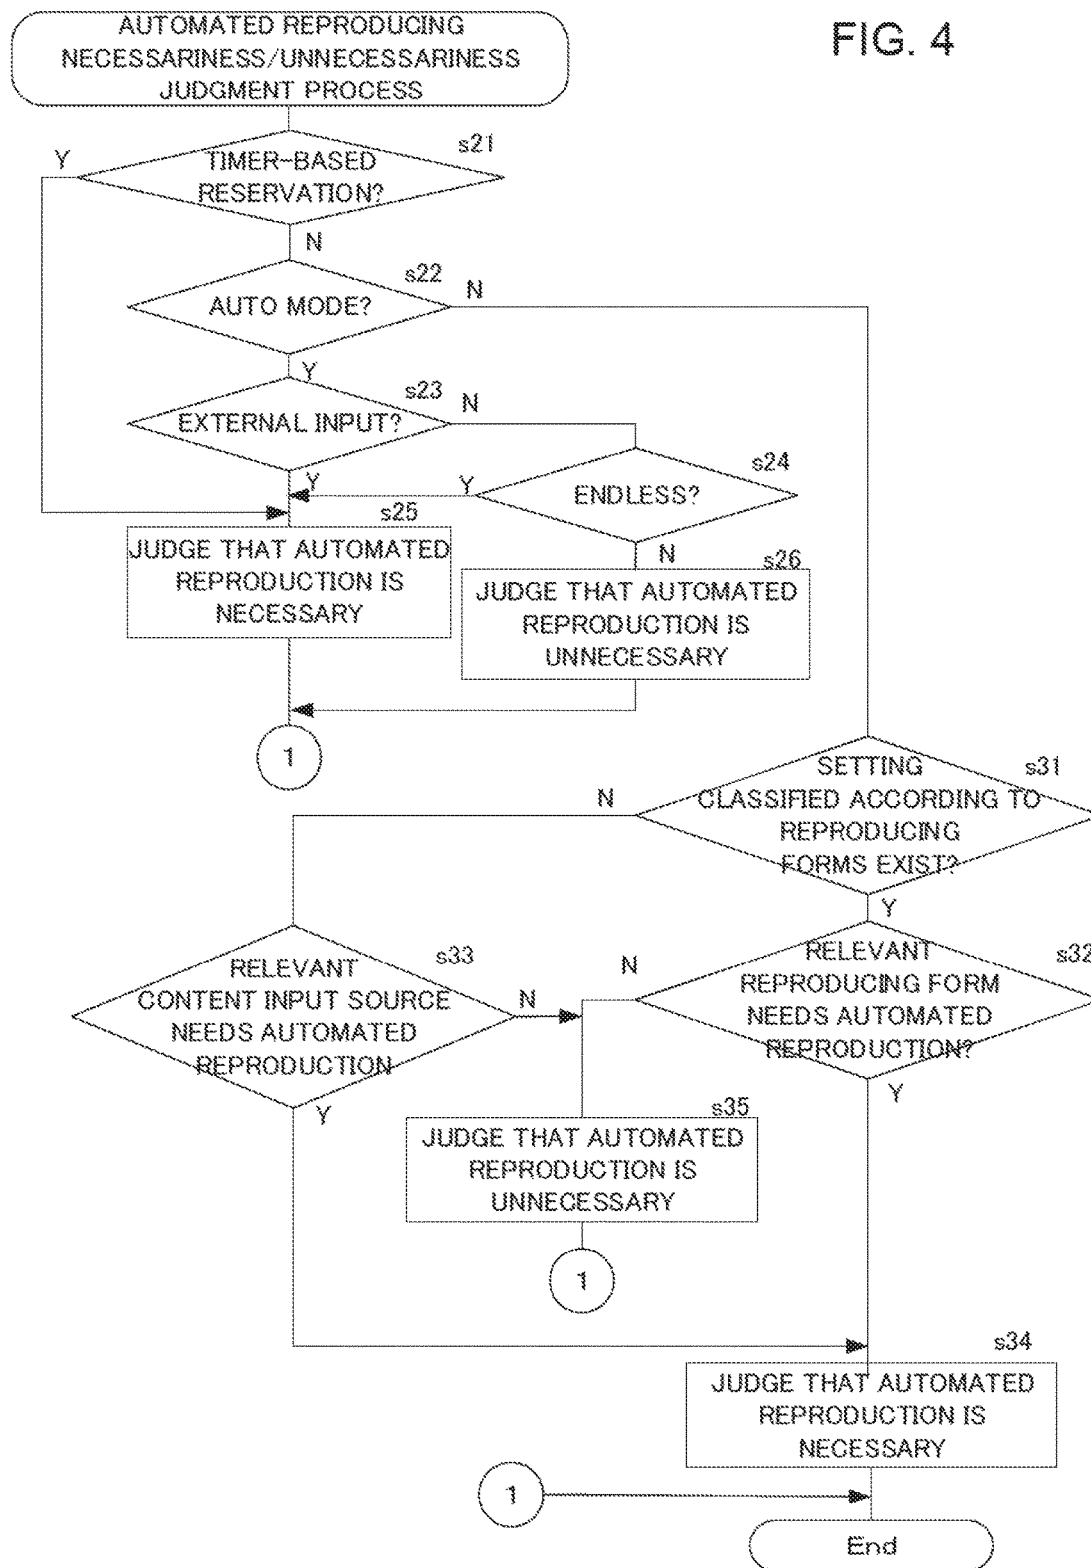 FIG. 4
AUTOMATED REPRODUCING
NECESSARINESS/UNNECESSARINESS
JUDGMENT PROCESS
s21
Y
TIMER-BASED
RESERVATION?
N
s22
N
AUTO MODE?
Y
s23
N
EXTERNAL INPUT?
Y
s24
Y
ENDLESS?
N
s25
JUDGE THAT AUTOMATED
REPRODUCTION IS
NECESSARY
s26
JUDGE THAT AUTOMATED
REPRODUCTION IS
UNNECESSARY
1
s31
N
SETTING
CLASSIFIED ACCORDING TO
REPRODUCING
FORMS EXIST?
Y
s33
RELEVANT
CONTENT INPUT SOURCE
NEEDS AUTOMATED
REPRODUCTION
N
Y
s32
N
RELEVANT
REPRODUCING FORM
NEEDS AUTOMATED
REPRODUCTION?
Y
s35
JUDGE THAT AUTOMATED
REPRODUCTION IS
UNNECESSARY
1
s34
JUDGE THAT AUTOMATED
REPRODUCTION IS
NECESSARY
1
End